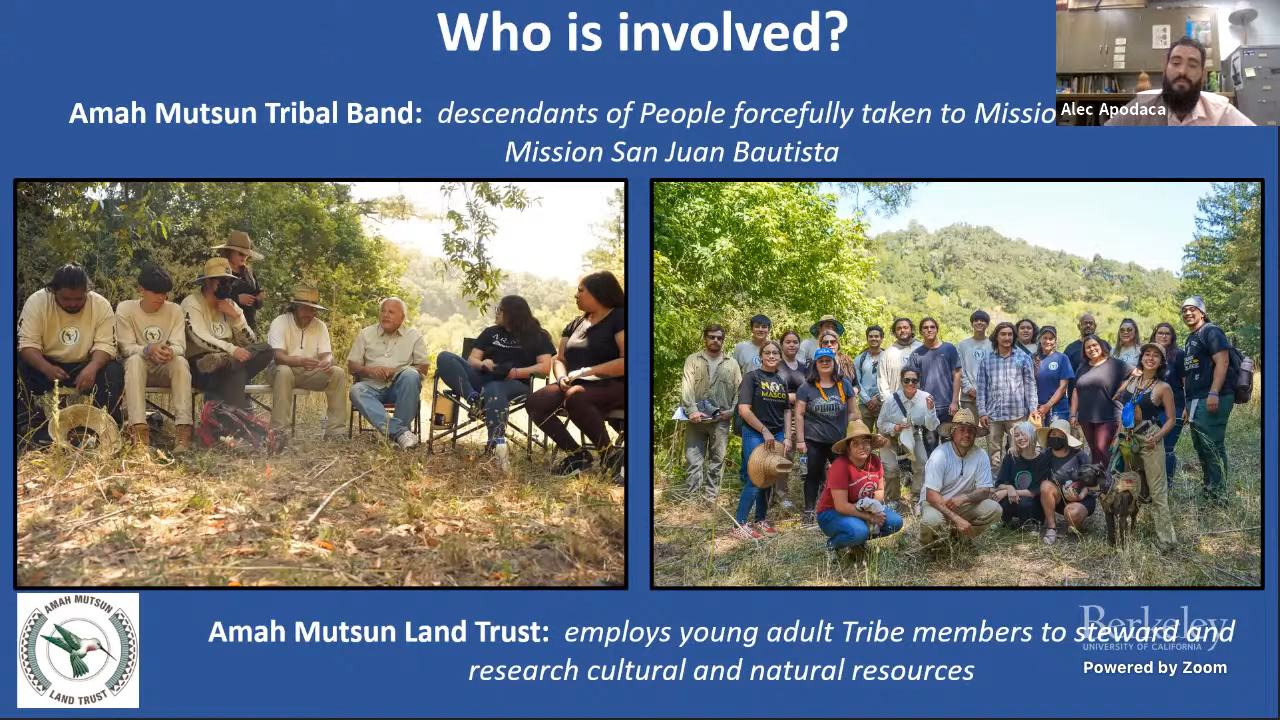 Who is involved?
Alec Apodaca
Amah Mutsun Tribal Band: descendants of People forcefully taken to Missio
Mission San Juan Bautista
AMAH MUTSUN
LAND TRUST
Amah Mutsun Land Trust: employs young adult Tribe members to steward and
research cultural and natural resources
Berkeley
UNIVERSITY OF CALIFORNIA
Powered by Zoom